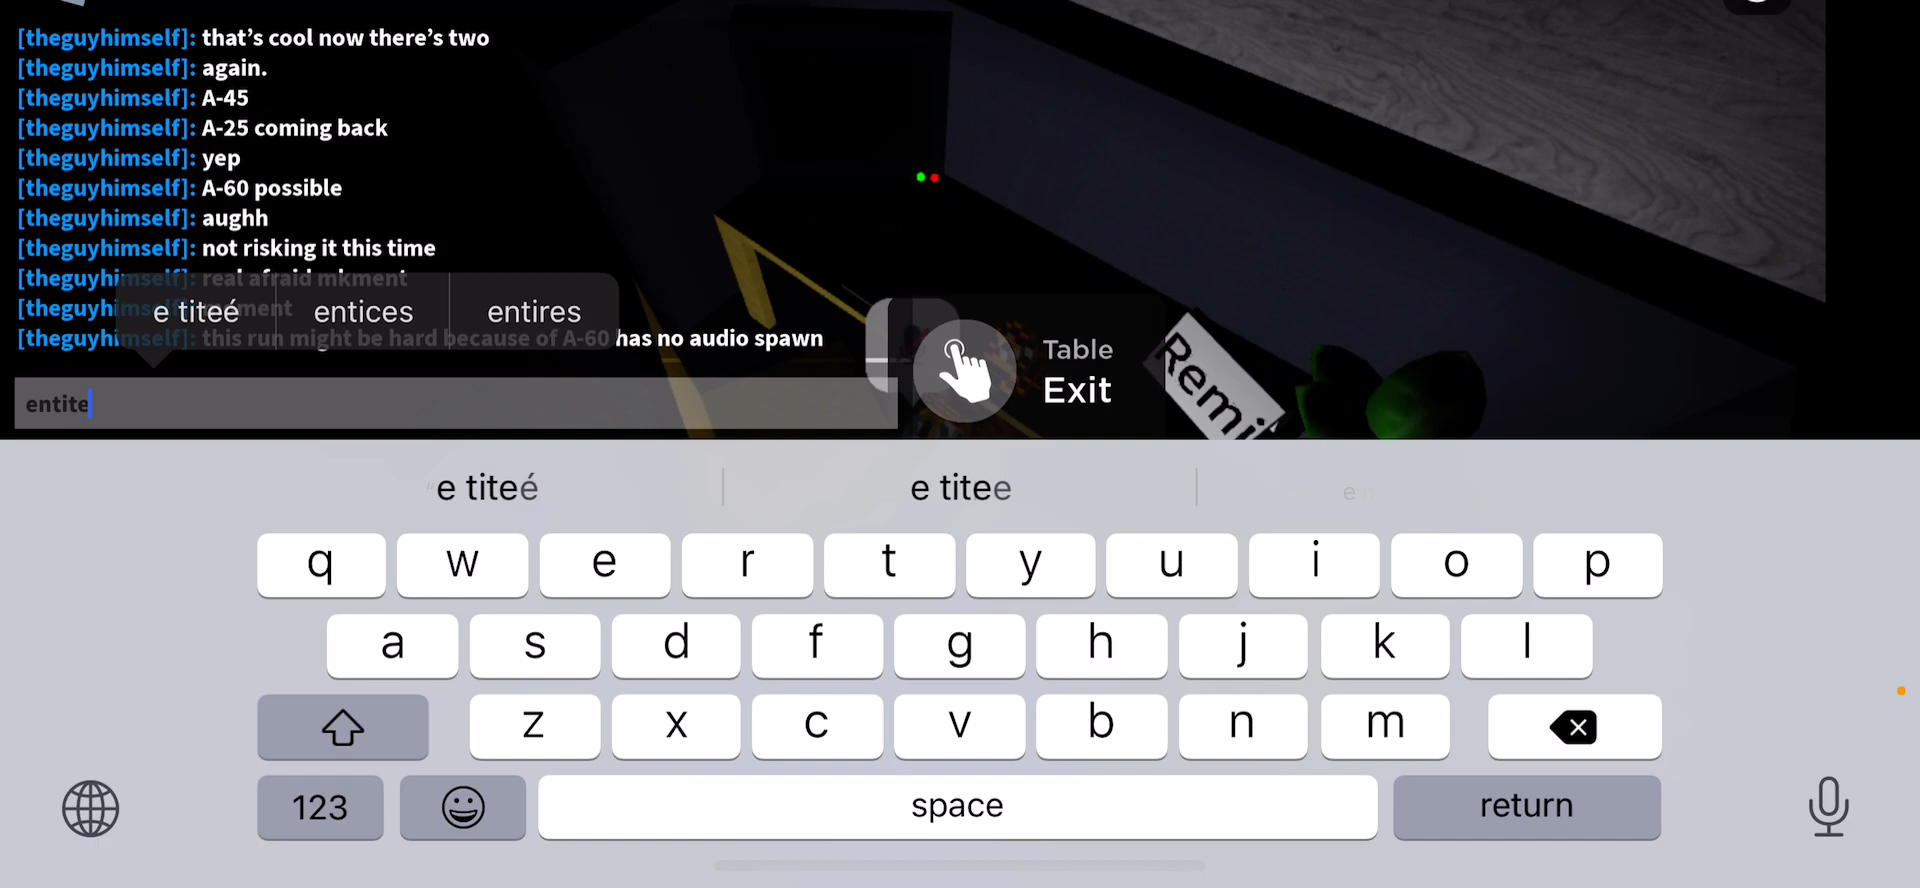 [theguyhimself]: that’s cool now there’s two
[theguyhimself]: again.
[theguyhimself]: A-45
[theguyhimself]: A-25 coming back
[theguyhimself]: yep
[theguyhimself]: A-60 possible
[theguyhimself]: aughh
[theguyhimself]: not risking it this time
[theguyhimself]: real afraid mkment
[theguyhimself]: moment
e titeé entices entires
[theguyhimself]: this run might be hard because of A-60 has no audio spawn
Table
Exit
Remi
entite
“e titeé e titee
q w e r t y u i o p
a s d f g h j k l
z x c v b n m
123 space return